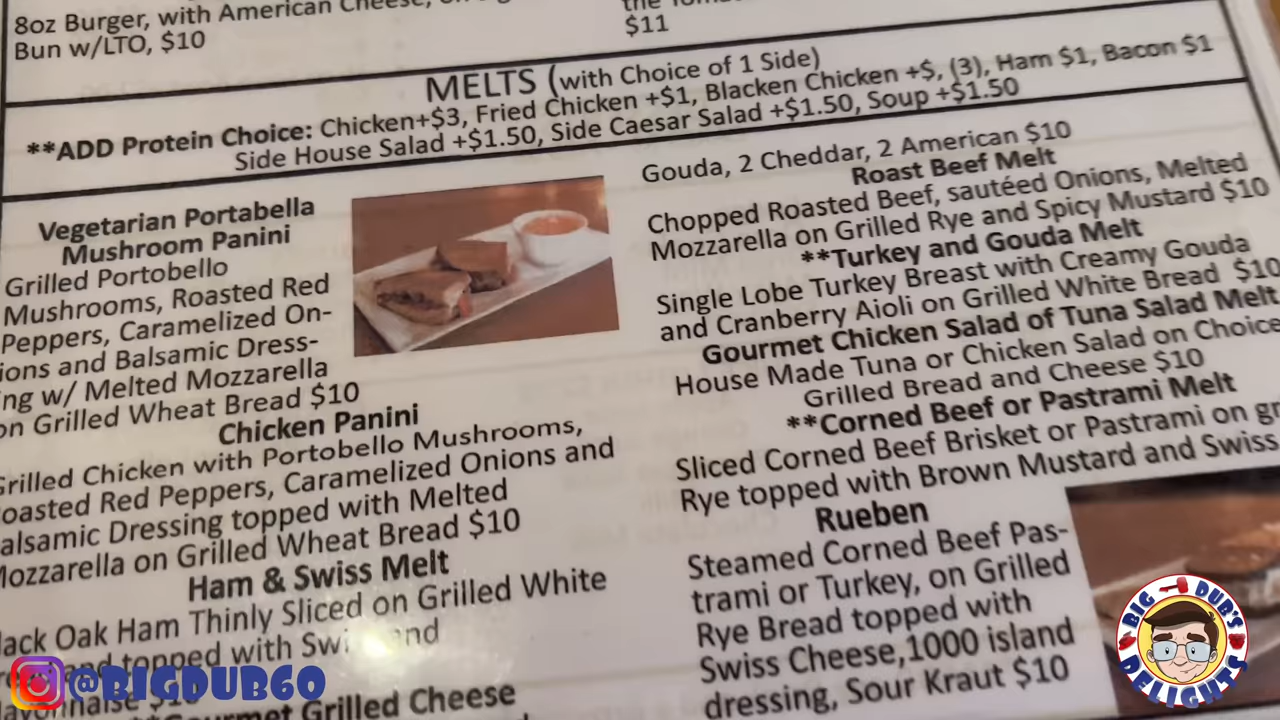 8oz Burger, with American Cheese,
Bun w/LTO, $10
$11
MELTS (with Choice of 1 Side)
**ADD Protein Choice: Chicken+$3, Fried Chicken +$1, Blacken Chicken +$, (3), Ham $1, Bacon $1
Side House Salad +$1.50, Side Caesar Salad +$1.50, Soup +$1.50
Vegetarian Portabella
Mushroom Panini
Grilled Portobello
Mushrooms, Roasted Red
Peppers, Caramelized On-
ions and Balsamic Dress-
ing w/ Melted Mozzarella
on Grilled Wheat Bread $10
Chicken Panini
Grilled Chicken with Portobello Mushrooms,
Roasted Red Peppers, Caramelized Onions and
Balsamic Dressing topped with Melted
Mozzarella on Grilled Wheat Bread $10
Ham & Swiss Melt
Black Oak Ham Thinly Sliced on Grilled White
and topped with
Mayonnaise $10
**Gourmet Grilled Cheese
Gouda, 2 Cheddar, 2 American $10
Roast Beef Melt
Chopped Roasted Beef, sautéed Onions, Melted
Mozzarella on Grilled Rye and Spicy Mustard $10
**Turkey and Gouda Melt
Single Lobe Turkey Breast with Creamy Gouda
and Cranberry Aioli on Grilled White Bread $10
Gourmet Chicken Salad of Tuna Salad Melt
House Made Tuna or Chicken Salad on Choice
Grilled Bread and Cheese $10
**Corned Beef or Pastrami Melt
Sliced Corned Beef Brisket or Pastrami on gr
Rye topped with Brown Mustard and Swiss
Rueben
Steamed Corned Beef Pas-
trami or Turkey, on Grilled
Rye Bread topped with
Swiss Cheese,1000 island
dressing, Sour Kraut $10
@BIGDUB60
BIG DUB'S
DELIGHTS